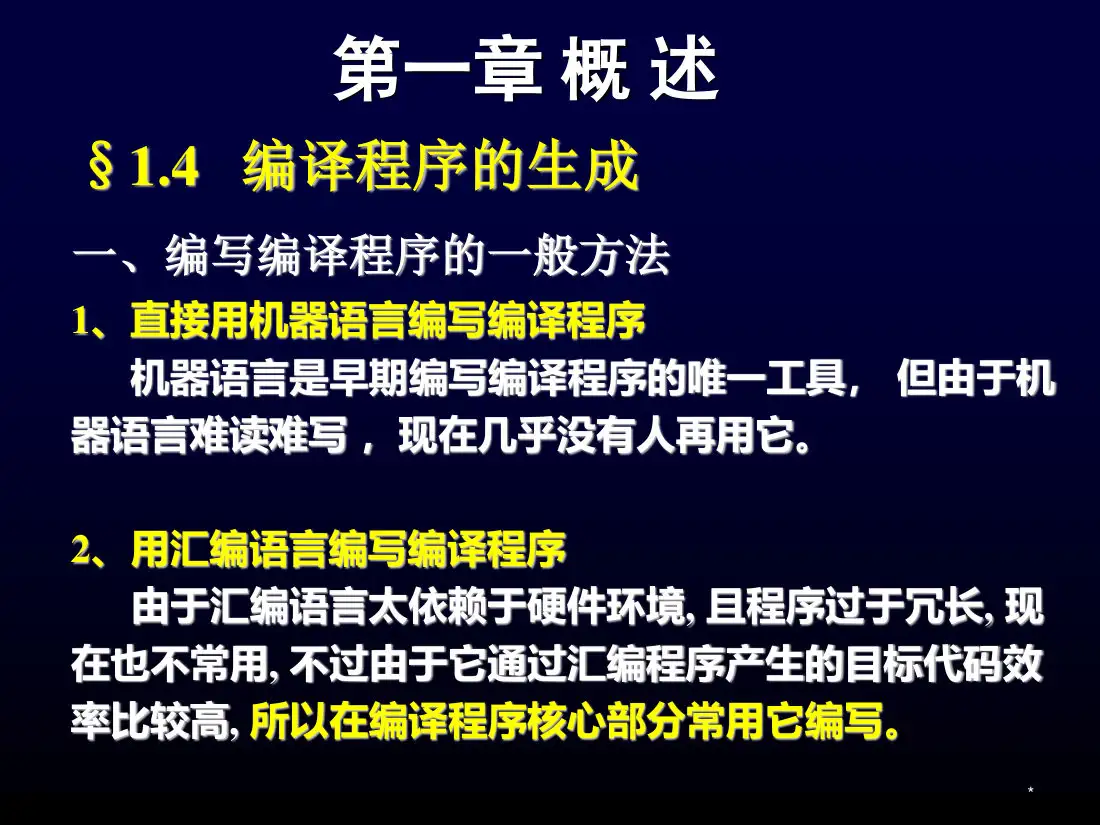 第一章 概 述
§1.4 编译程序的生成
一、编写编译程序的一般方法
1、直接用机器语言编写编译程序
机器语言是早期编写编译程序的唯一工具， 但由于机
器语言难读难写 ，现在几乎没有人再用它。
2、用汇编语言编写编译程序
由于汇编语言太依赖于硬件环境, 且程序过于冗长, 现
在也不常用, 不过由于它通过汇编程序产生的目标代码效
率比较高, 所以在编译程序核心部分常用它编写。
*